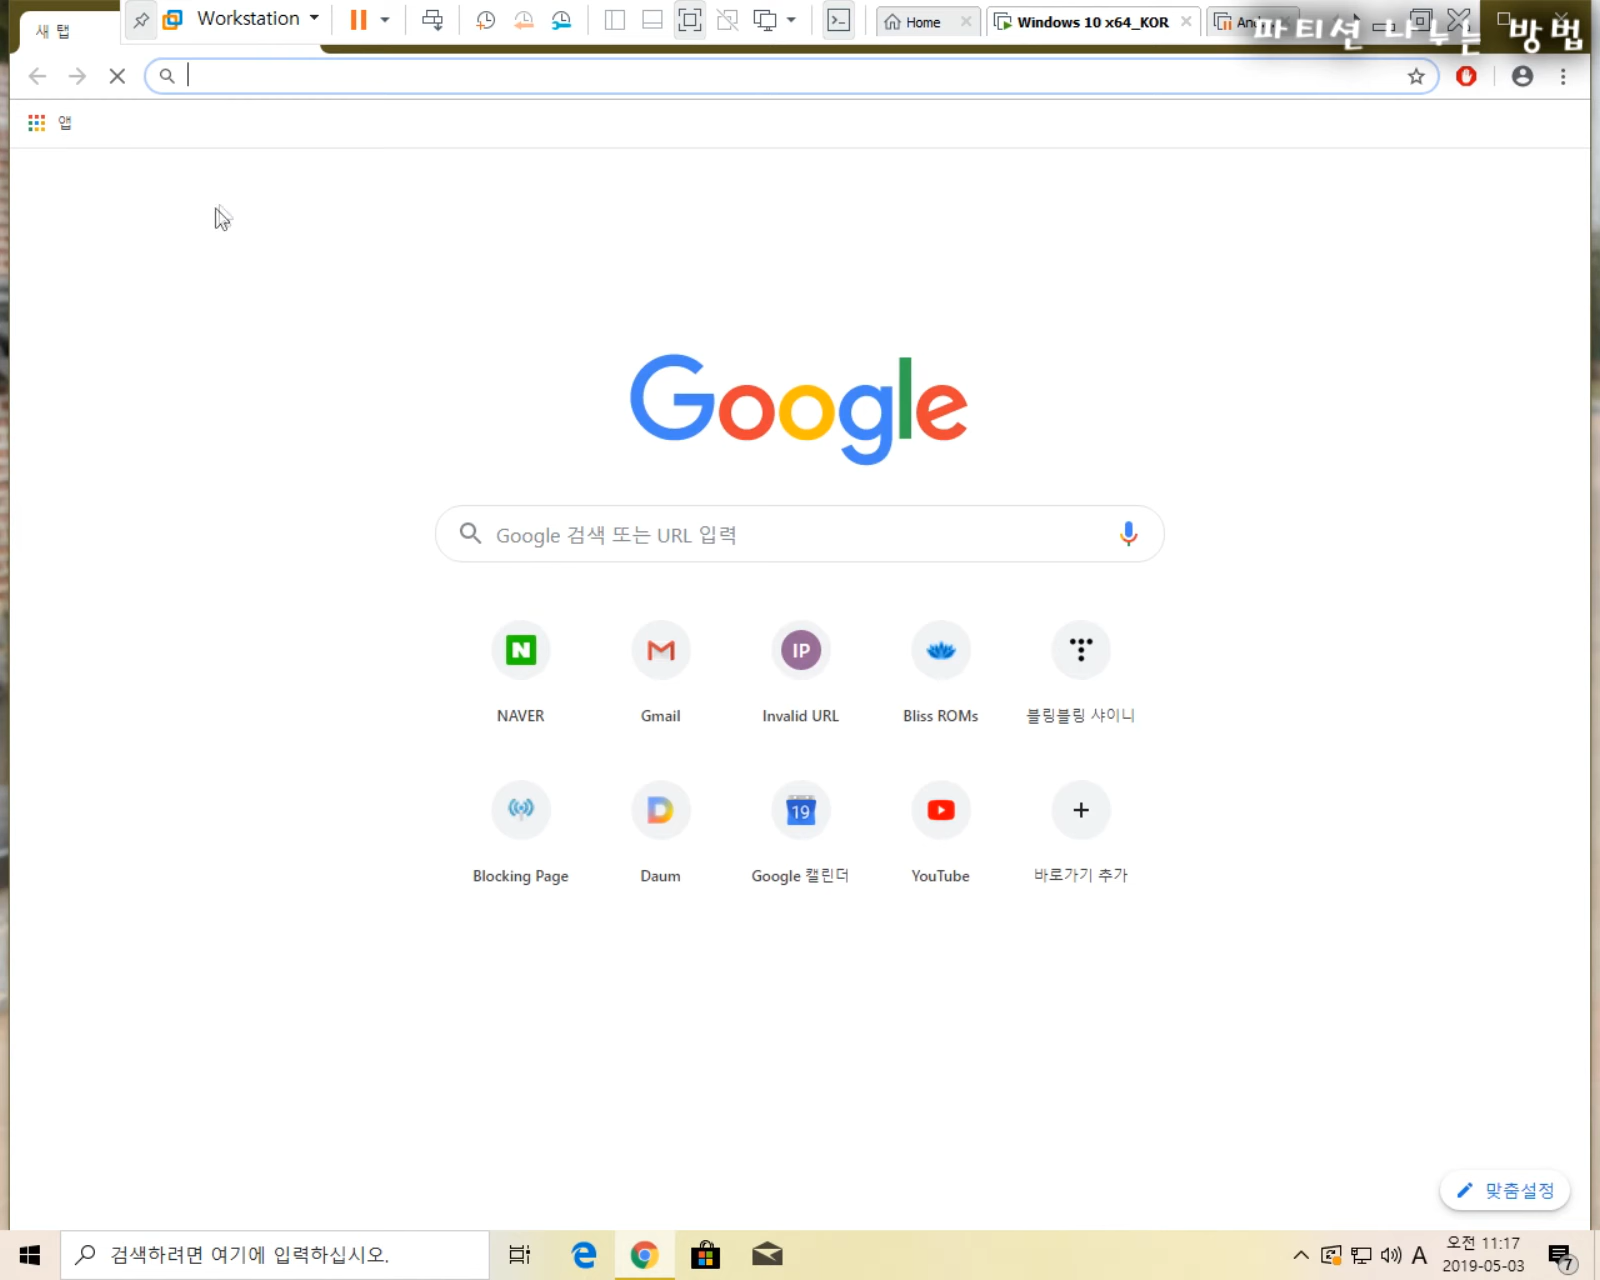 새 탭
Workstation
Home
Windows 10 x64_KOR
파티션 나누는 방법
앱
Google
Google 검색 또는 URL 입력
N
IP
NAVER
Gmail
Invalid URL
Bliss ROMs
블링블링 샤이니
D
19
Blocking Page
Daum
Google 캘린더
YouTube
바로가기 추가
맞춤설정
검색하려면 여기에 입력하십시오.
A
오전 11:17
2019-05-03
7